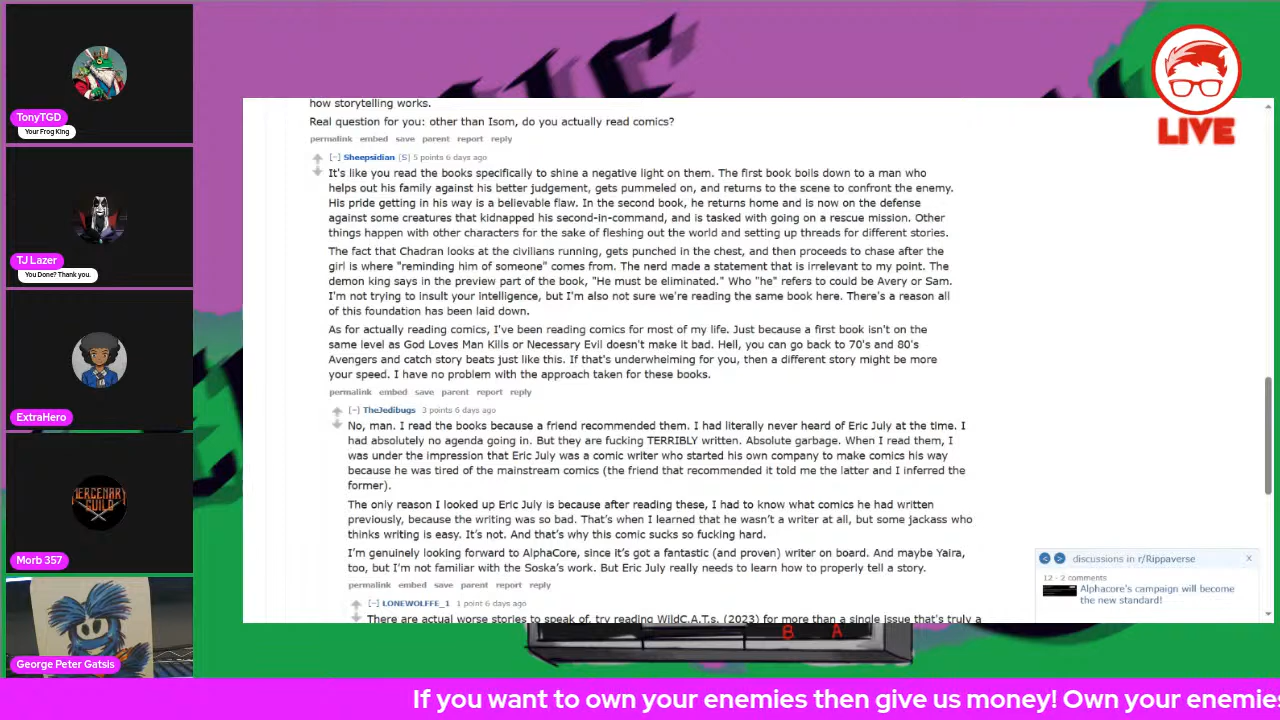 TonyTGD
Your Frog King
TJ Lazer
You Done? Thank you.
ExtraHero
MERCENARY
GUILD
Morb 357
George Peter Gatsis
LIVE
how storytelling works.
Real question for you: other than Isom, do you actually read comics?
permalink embed save parent report reply
[-] Sheepsidian [S] 5 points 6 days ago
It's like you read the books specifically to shine a negative light on them. The first book boils down to a man who
helps out his family against his better judgement, gets pummeled on, and returns to the scene to confront the enemy.
His pride getting in his way is a believable flaw. In the second book, he returns home and is now on the defense
against some creatures that kidnapped his second-in-command, and is tasked with going on a rescue mission. Other
things happen with other characters for the sake of fleshing out the world and setting up threads for different stories.
The fact that Chadran looks at the civilians running, gets punched in the chest, and then proceeds to chase after the
girl is where "reminding him of someone" comes from. The nerd made a statement that is irrelevant to my point. The
demon king says in the preview part of the book, "He must be eliminated." Who "he" refers to could be Avery or Sam.
I'm not trying to insult your intelligence, but I'm also not sure we're reading the same book here. There's a reason all
of this foundation has been laid down.
As for actually reading comics, I've been reading comics for most of my life. Just because a first book isn't on the
same level as God Loves Man Kills or Necessary Evil doesn't make it bad. Hell, you can go back to 70's and 80's
Avengers and catch story beats just like this. If that's underwhelming for you, then a different story might be more
your speed. I have no problem with the approach taken for these books.
permalink embed save parent report reply
[-] TheJedibugs 3 points 6 days ago
No, man. I read the books because a friend recommended them. I had literally never heard of Eric July at the time. I
had absolutely no agenda going in. But they are fucking TERRIBLY written. Absolute garbage. When I read them, I
was under the impression that Eric July was a comic writer who started his own company to make comics his way
because he was tired of the mainstream comics (the friend that recommended it told me the latter and I inferred the
former).
The only reason I looked up Eric July is because after reading these, I had to know what comics he had written
previously, because the writing was so bad. That's when I learned that he wasn't a writer at all, but some jackass who
thinks writing is easy. It's not. And that's why this comic sucks so fucking hard.
I'm genuinely looking forward to AlphaCore, since it's got a fantastic (and proven) writer on board. And maybe Yaira,
too, but I'm not familiar with the Soska's work. But Eric July really needs to learn how to properly tell a story.
permalink embed save parent report reply
[-] LONEWOLFFE_1 1 point 6 days ago
There are actual worse stories to speak of, try reading WildC.A.T.s. (2023) for more than a single issue that's truly a
< > discussions in r/Rippaverse X
12 · 2 comments
Alphacore's campaign will become
the new standard!
B A
If you want to own your enemies then give us money! Own your enemies